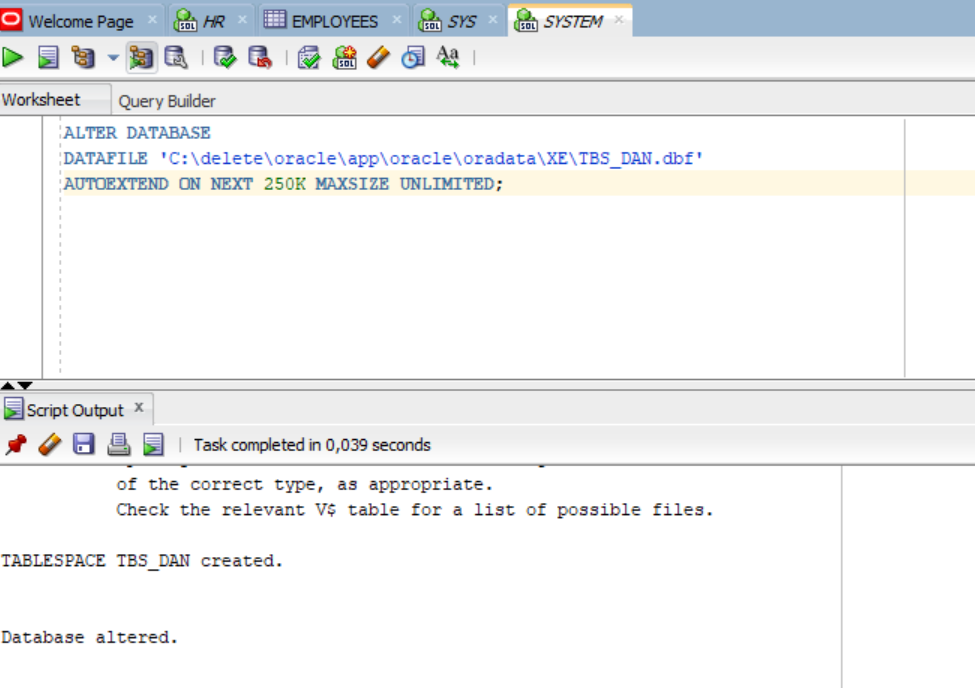 Welcome Page HR EMPLOYEES SYS SYSTEM
Worksheet Query Builder
ALTER DATABASE
DATAFILE 'C:\delete\oracle\app\oracle\oradata\XE\TBS_DAN.dbf'
AUTOEXTEND ON NEXT 250K MAXSIZE UNLIMITED;
Script Output
Task completed in 0,039 seconds
of the correct type, as appropriate.
Check the relevant V$ table for a list of possible files.
TABLESPACE TBS_DAN created.
Database altered.